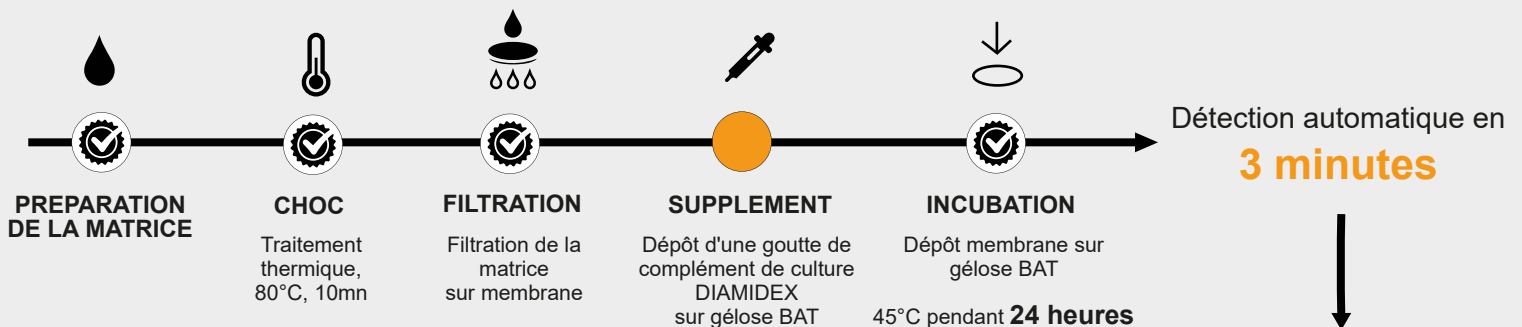 PREPARATION
DE LA MATRICE
CHOC
Traitement
thermique,
80°C, 10mn
FILTRATION
Filtration de la
matrice
sur membrane
SUPPLEMENT
Dépôt d'une goutte de
complément de culture
DIAMIDEX
sur gélose BAT
INCUBATION
Dépôt membrane sur
gélose BAT
45°C pendant 24 heures
Détection automatique en
3 minutes